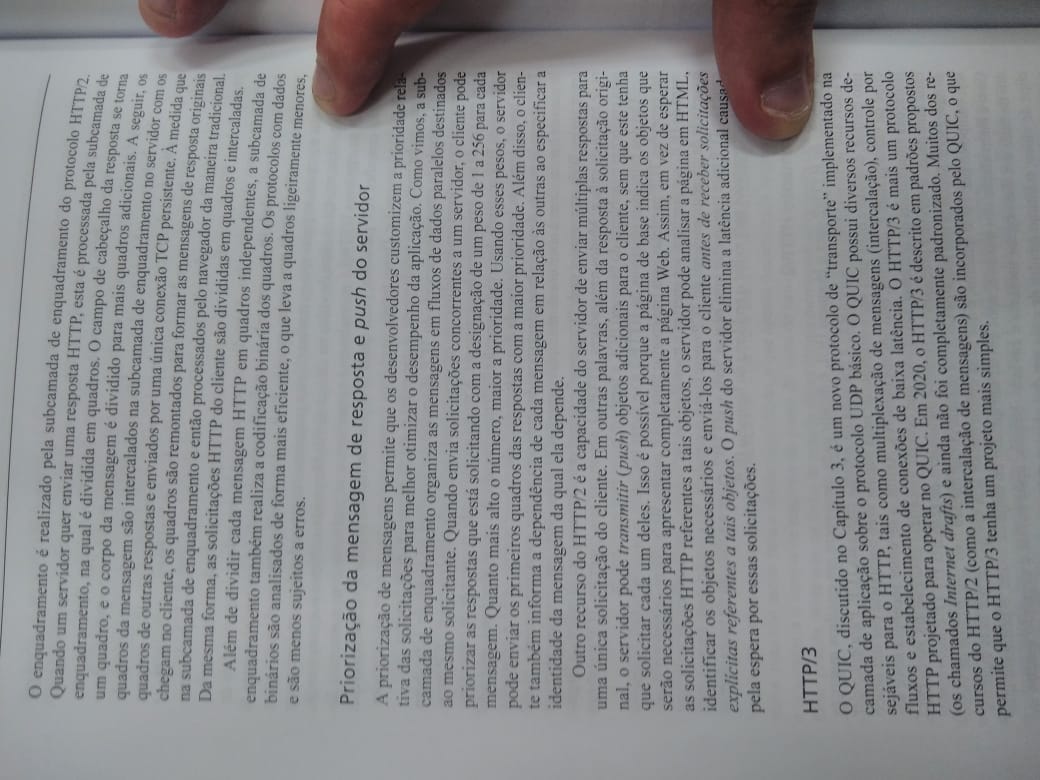 O enquadramento é realizado pela subcamada de enquadramento do protocolo HTTP/2.
Quando um servidor quer enviar uma resposta HTTP, esta é processada pela subcamada de
enquadramento, na qual é dividida em quadros. O campo de cabeçalho da resposta se torna
um quadro, e o corpo da mensagem é dividido para mais quadros adicionais. A seguir, os
quadros da mensagem são intercalados na subcamada de enquadramento no servidor com os
quadros de outras respostas e enviados por uma única conexão TCP persistente. À medida que
chegam no cliente, os quadros são remontados para formar as mensagens de resposta originais
na subcamada de enquadramento e então processados pelo navegador da maneira tradicional.
Da mesma forma, as solicitações HTTP do cliente são divididas em quadros e intercaladas.
Além de dividir cada mensagem HTTP em quadros independentes, a subcamada de
enquadramento também realiza a codificação binária dos quadros. Os protocolos com dados
binários são analisados de forma mais eficiente, o que leva a quadros ligeiramente menores,
e são menos sujeitos a erros.
Priorização da mensagem de resposta e push do servidor
A priorização de mensagens permite que os desenvolvedores customizem a prioridade rela-
tiva das solicitações para melhor otimizar o desempenho da aplicação. Como vimos, a sub-
camada de enquadramento organiza as mensagens em fluxos de dados paralelos destinados
ao mesmo solicitante. Quando envia solicitações concorrentes a um servidor, o cliente pode
priorizar as respostas que está solicitando com a designação de um peso de 1 a 256 para cada
mensagem. Quanto mais alto o número, maior a prioridade. Usando esses pesos, o servidor
pode enviar os primeiros quadros das respostas com a maior prioridade. Além disso, o clien-
te também informa a dependência de cada mensagem em relação às outras ao especificar a
identidade da mensagem da qual ela depende.
Outro recurso do HTTP/2 é a capacidade do servidor de enviar múltiplas respostas para
uma única solicitação do cliente. Em outras palavras, além da resposta à solicitação origi-
nal, o servidor pode transmitir (push) objetos adicionais para o cliente, sem que este tenha
que solicitar cada um deles. Isso é possível porque a página de base indica os objetos que
serão necessários para apresentar completamente a página Web. Assim, em vez de esperar
as solicitações HTTP referentes a tais objetos, o servidor pode analisar a página em HTML,
identificar os objetos necessários e enviá-los para o cliente antes de receber solicitações
explícitas referentes a tais objetos. O push do servidor elimina a latência adicional causad
pela espera por essas solicitações.
HTTP/3
O QUIC, discutido no Capítulo 3, é um novo protocolo de “transporte” implementado na
camada de aplicação sobre o protocolo UDP básico. O QUIC possui diversos recursos de-
sejáveis para o HTTP, tais como multiplexação de mensagens (intercalação), controle por
fluxos e estabelecimento de conexões de baixa latência. O HTTP/3 é mais um protocolo
HTTP projetado para operar no QUIC. Em 2020, o HTTP/3 é descrito em padrões propostos
(os chamados Internet drafts) e ainda não foi completamente padronizado. Muitos dos re-
cursos do HTTP/2 (como a intercalação de mensagens) são incorporados pelo QUIC, o que
permite que o HTTP/3 tenha um projeto mais simples.